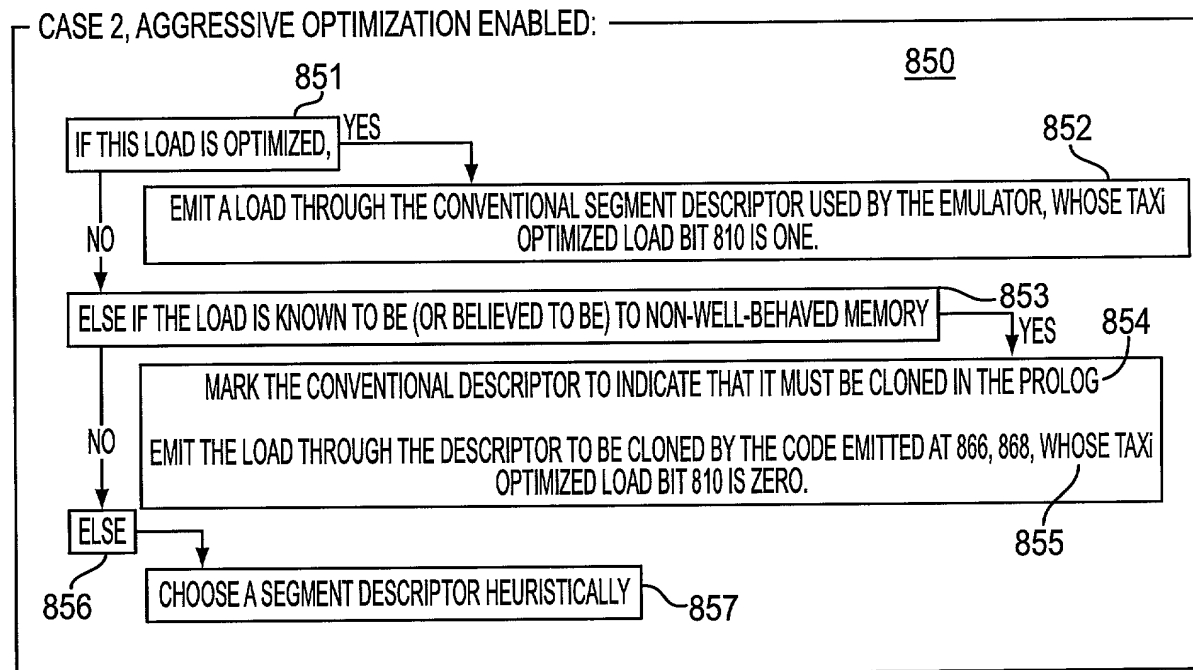 CASE 2, AGGRESSIVE OPTIMIZATION ENABLED:
850
851
IF THIS LOAD IS OPTIMIZED,
YES
852
EMIT A LOAD THROUGH THE CONVENTIONAL SEGMENT DESCRIPTOR USED BY THE EMULATOR, WHOSE TAXi
OPTIMIZED LOAD BIT 810 IS ONE.
NO
853
ELSE IF THE LOAD IS KNOWN TO BE (OR BELIEVED TO BE) TO NON-WELL-BEHAVED MEMORY
YES
854
MARK THE CONVENTIONAL DESCRIPTOR TO INDICATE THAT IT MUST BE CLONED IN THE PROLOG
NO
EMIT THE LOAD THROUGH THE DESCRIPTOR TO BE CLONED BY THE CODE EMITTED AT 866, 868, WHOSE TAXi
OPTIMIZED LOAD BIT 810 IS ZERO.
855
ELSE
856
CHOOSE A SEGMENT DESCRIPTOR HEURISTICALLY
857